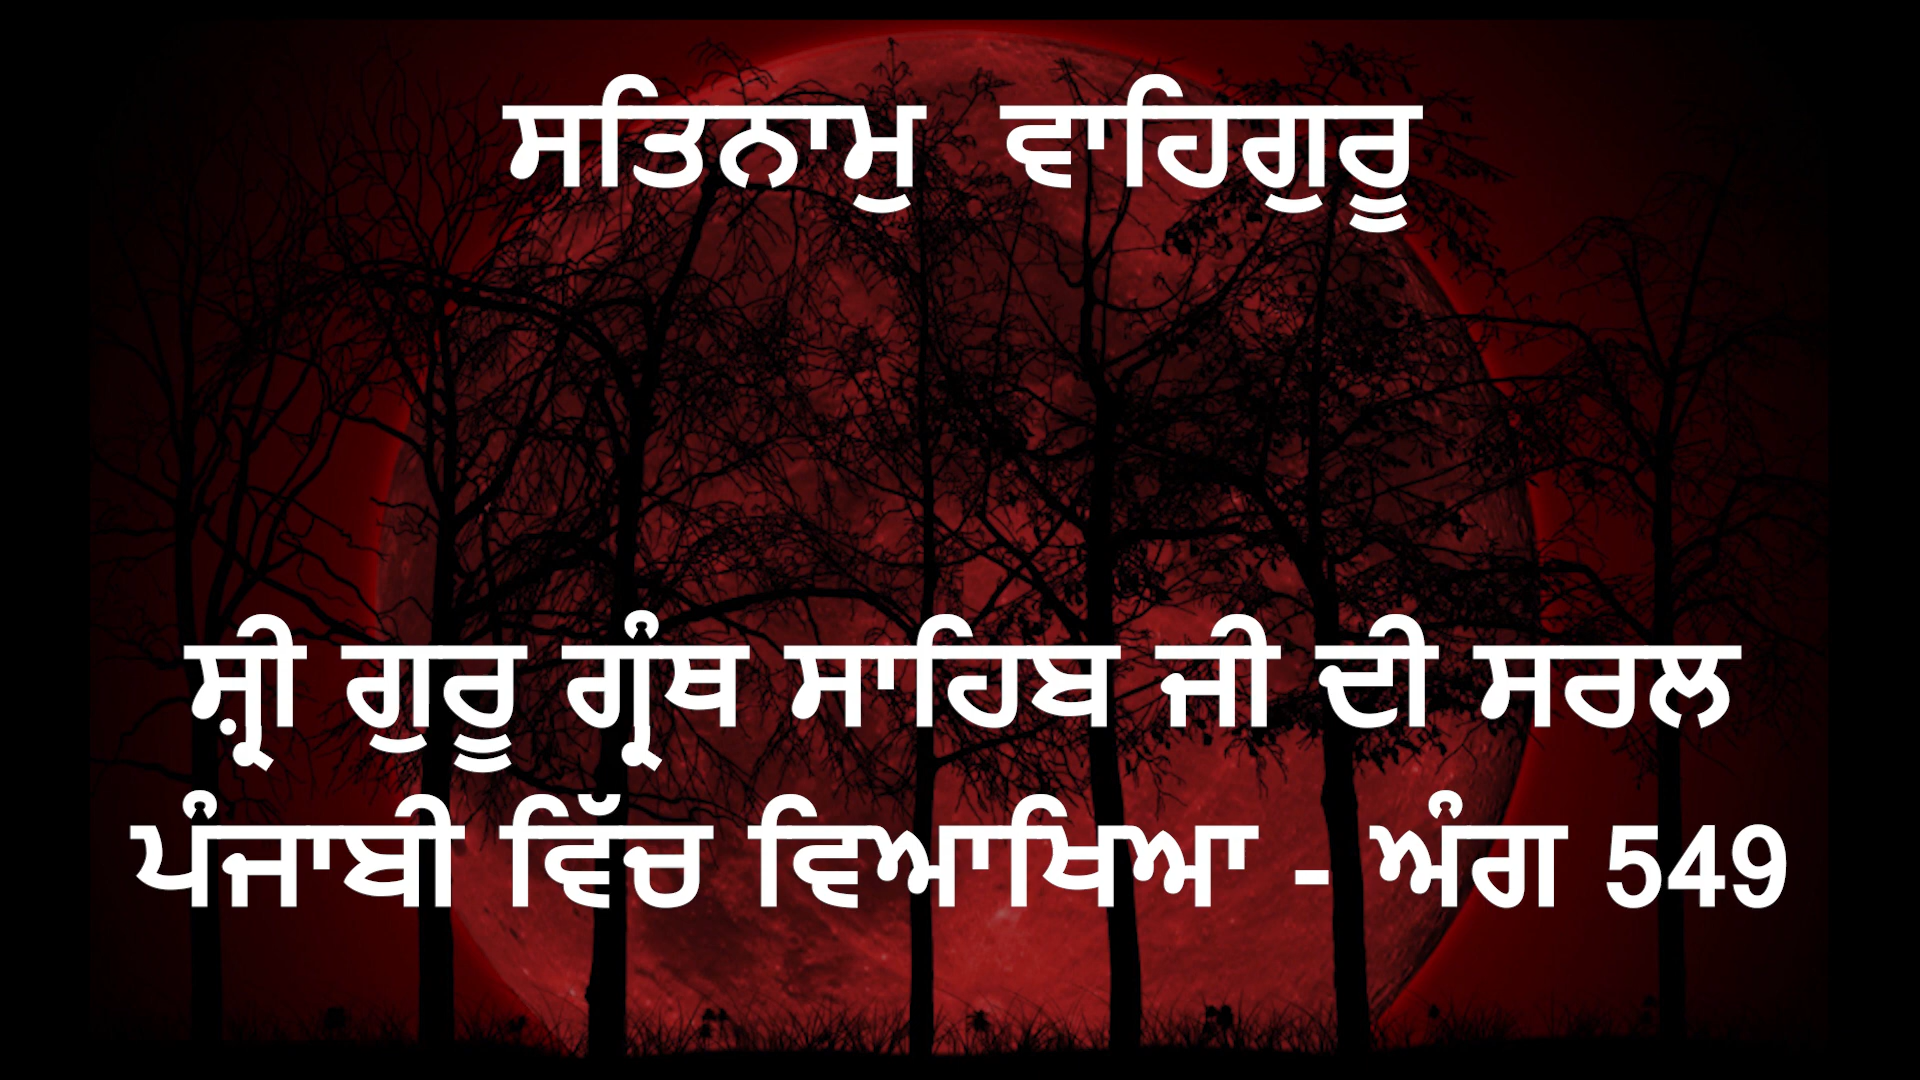 ਸਤਿਨਾਮੁ ਵਾਹਿਗੁਰੂ
ਸ਼੍ਰੀ ਗੁਰੂ ਗ੍ਰੰਥ ਸਾਹਿਬ ਜੀ ਦੀ ਸਰਲ
ਪੰਜਾਬੀ ਵਿੱਚ ਵਿਆਖਿਆ - ਅੰਗ 549